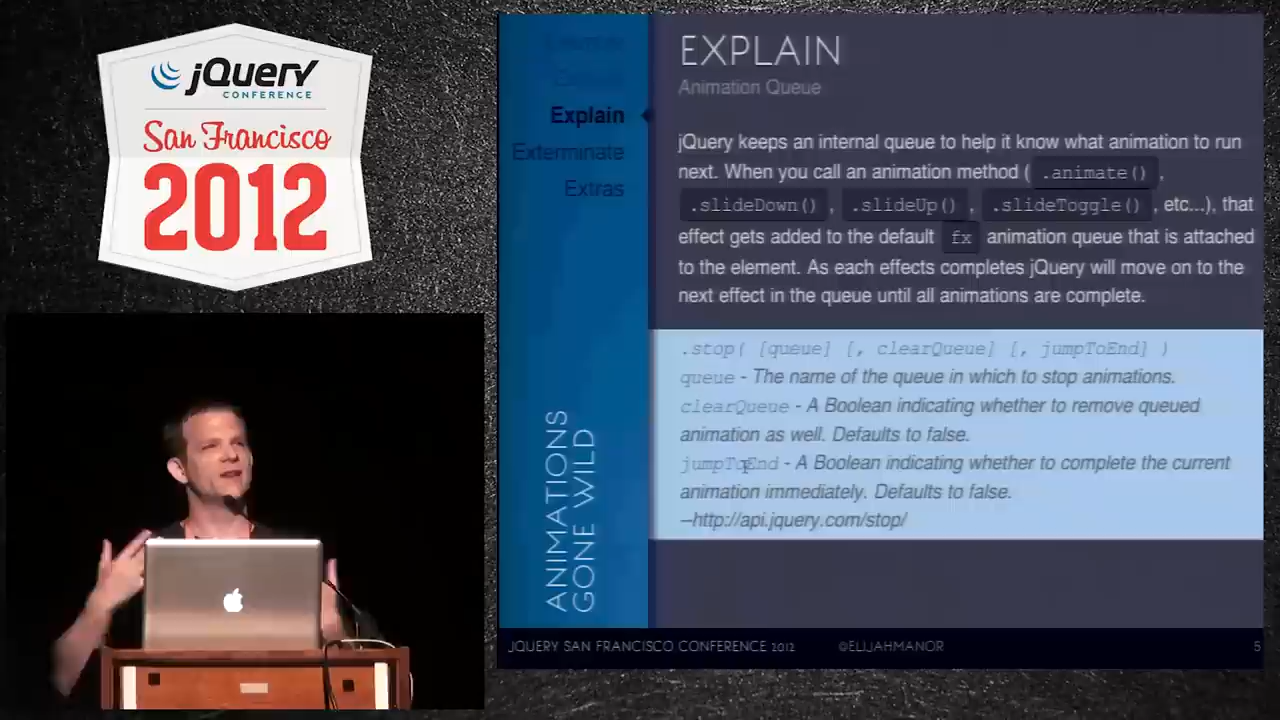 jQuery
CONFERENCE
San Francisco
2012
Explain
Exterminate
Extras
ANIMATIONS
GONE WILD
EXPLAIN
Animation Queue
jQuery keeps an internal queue to help it know what animation to run
next. When you call an animation method ( .animate() ,
.slideDown() , .slideUp() , .slideToggle() , etc...), that
effect gets added to the default fx animation queue that is attached
to the element. As each effects completes jQuery will move on to the
next effect in the queue until all animations are complete.
.stop( [queue] [, clearQueue] [, jumpToEnd] )
queue - The name of the queue in which to stop animations.
clearQueue - A Boolean indicating whether to remove queued
animation as well. Defaults to false.
jumpToEnd - A Boolean indicating whether to complete the current
animation immediately. Defaults to false.
–http://api.jquery.com/stop/
JQUERY SAN FRANCISCO CONFERENCE 2012 @ELIJAHMANOR 5